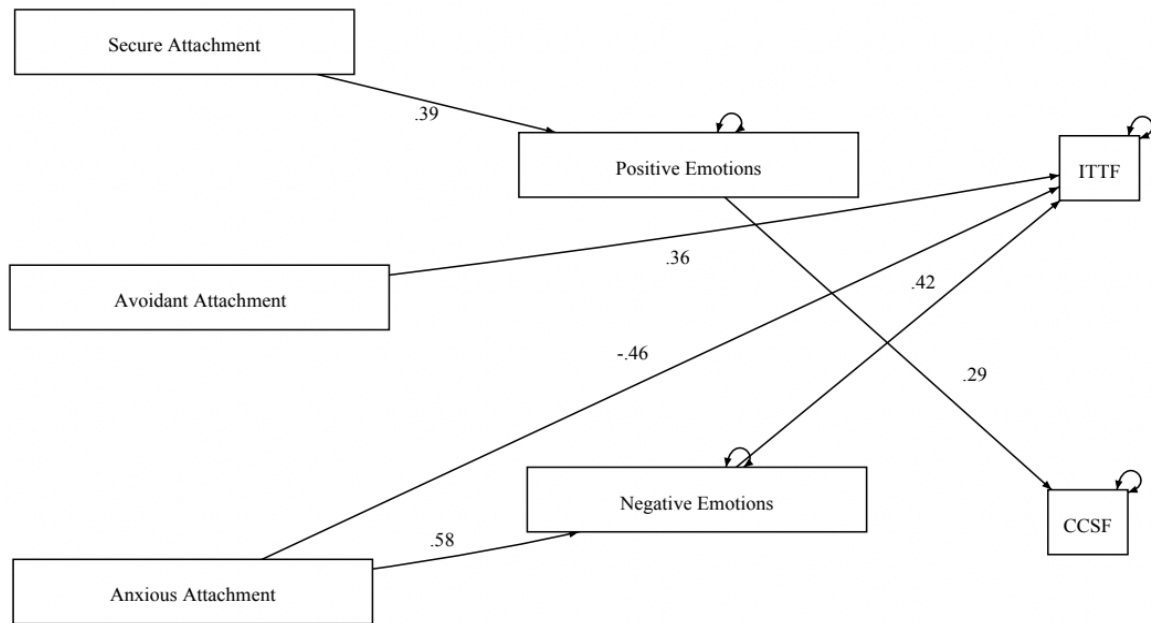 Secure Attachment
.39
Positive Emotions
ITTF
.36
Avoidant Attachment
.42
-.46
.29
Negative Emotions
CCSF
.58
Anxious Attachment